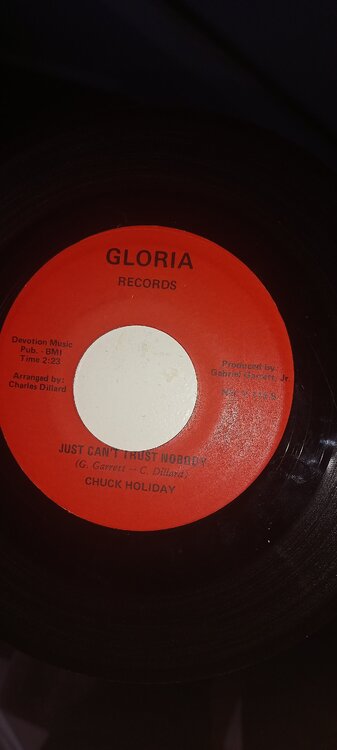 GLORIA
RECORDS
Devotion Music
Pub. - BMI
Time 2:23
Arranged by:
Charles Dillard
Produced by:
Gabriel Garrett, Jr.
JUST CAN'T TRUST NOBODY
(G. Garrett - C. Dillard)
CHUCK HOLIDAY